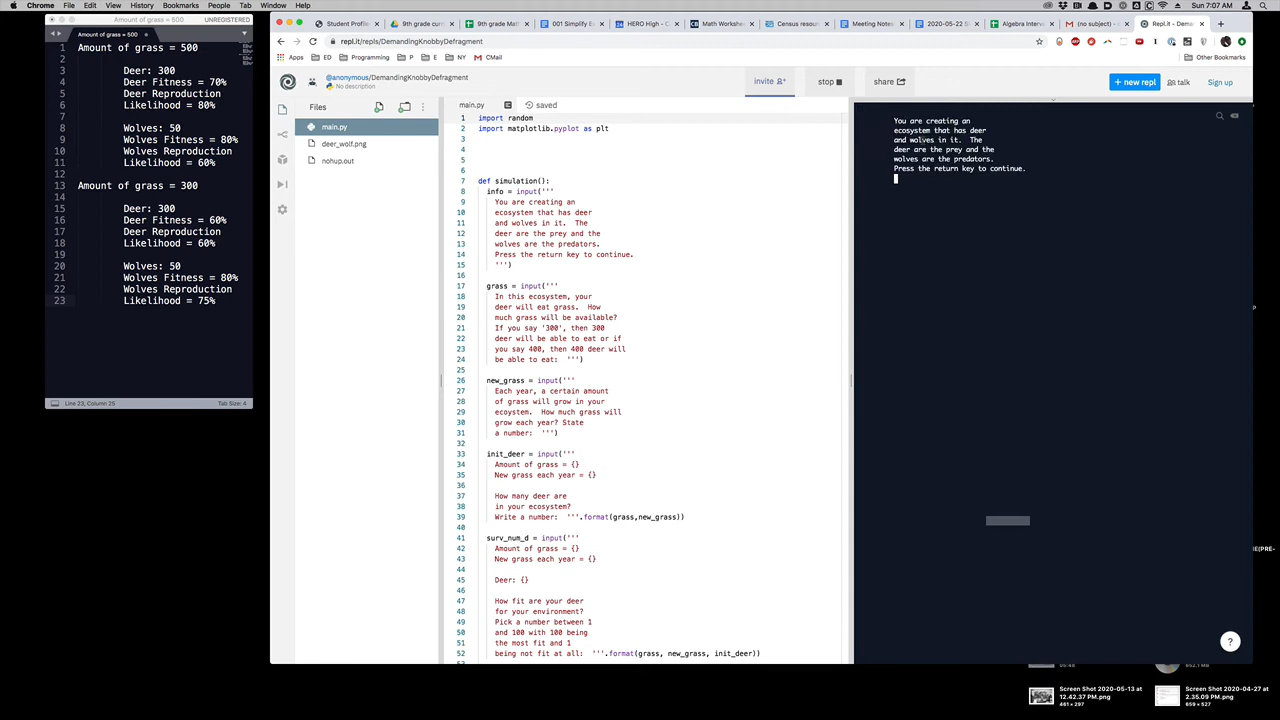 Chrome File Edit View History Bookmarks People Tab Window Help
Sun 7:07 AM
Amount of grass = 500
UNREGISTERED
Amount of grass = 500
1 Amount of grass = 500
2
3 Deer: 300
4 Deer Fitness = 70%
5 Deer Reproduction
6 Likelihood = 80%
7
8 Wolves: 50
9 Wolves Fitness = 80%
10 Wolves Reproduction
11 Likelihood = 60%
12
13 Amount of grass = 300
14
15 Deer: 300
16 Deer Fitness = 60%
17 Deer Reproduction
18 Likelihood = 60%
19
20 Wolves: 50
21 Wolves Fitness = 80%
22 Wolves Reproduction
23 Likelihood = 75%
Line 23, Column 25
Tab Size: 4
Student Profile
9th grade curri
9th grade Math
001 Simplify E
HERO High - C
Math Workshee
Census resour
Meeting Notes
2020-05-22 S
Algebra Interv
(no subject) -
Repl.it - Dem
repl.it/repls/DemandingKnobbyDefragment
Apps ED Programming P E NY CMail
Other Bookmarks
@anonymous/DemandingKnobbyDefragment
No description
invite
stop
share
+ new repl
talk
Sign up
Files
main.py
deer_wolf.png
nohup.out
main.py
saved
1 import random
2 import matplotlib.pyplot as plt
3
4
5
6
7 def simulation():
8 info = input('''
9 You are creating an
10 ecosystem that has deer
11 and wolves in it. The
12 deer are the prey and the
13 wolves are the predators.
14 Press the return key to continue.
15 ''')
16
17 grass = input('''
18 In this ecosystem, your
19 deer will eat grass. How
20 much grass will be available?
21 If you say '300', then 300
22 deer will be able to eat or if
23 you say 400, then 400 deer will
24 be able to eat: ''')
25
26 new_grass = input('''
27 Each year, a certain amount
28 of grass will grow in your
29 ecoystem. How much grass will
30 grow each year? State
31 a number: ''')
32
33 init_deer = input('''
34 Amount of grass = {}
35 New grass each year = {}
36
37 How many deer are
38 in your ecosystem?
39 Write a number: '''.format(grass,new_grass))
40
41 surv_num_d = input('''
42 Amount of grass = {}
43 New grass each year = {}
44
45 Deer: {}
46
47 How fit are your deer
48 for your environment?
49 Pick a number between 1
50 and 100 with 100 being
51 the most fit and 1
52 being not fit at all: '''.format(grass, new_grass, init_deer))
You are creating an
ecosystem that has deer
and wolves in it. The
deer are the prey and the
wolves are the predators.
Press the return key to continue.
?
Screen Shot 2020-05-13 at 12.42.37 PM.png
461 × 297
Screen Shot 2020-04-27 at 2.35.09 PM.png
659 × 527